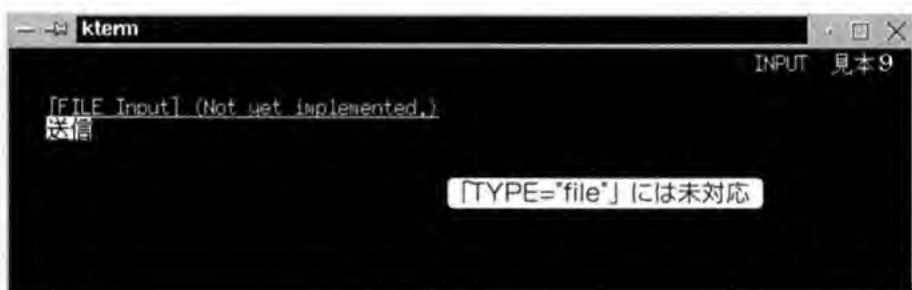 kterm
INPUT 見本9
[FILE Input] (Not yet implemented.)
送信
「TYPE="file"」には未対応